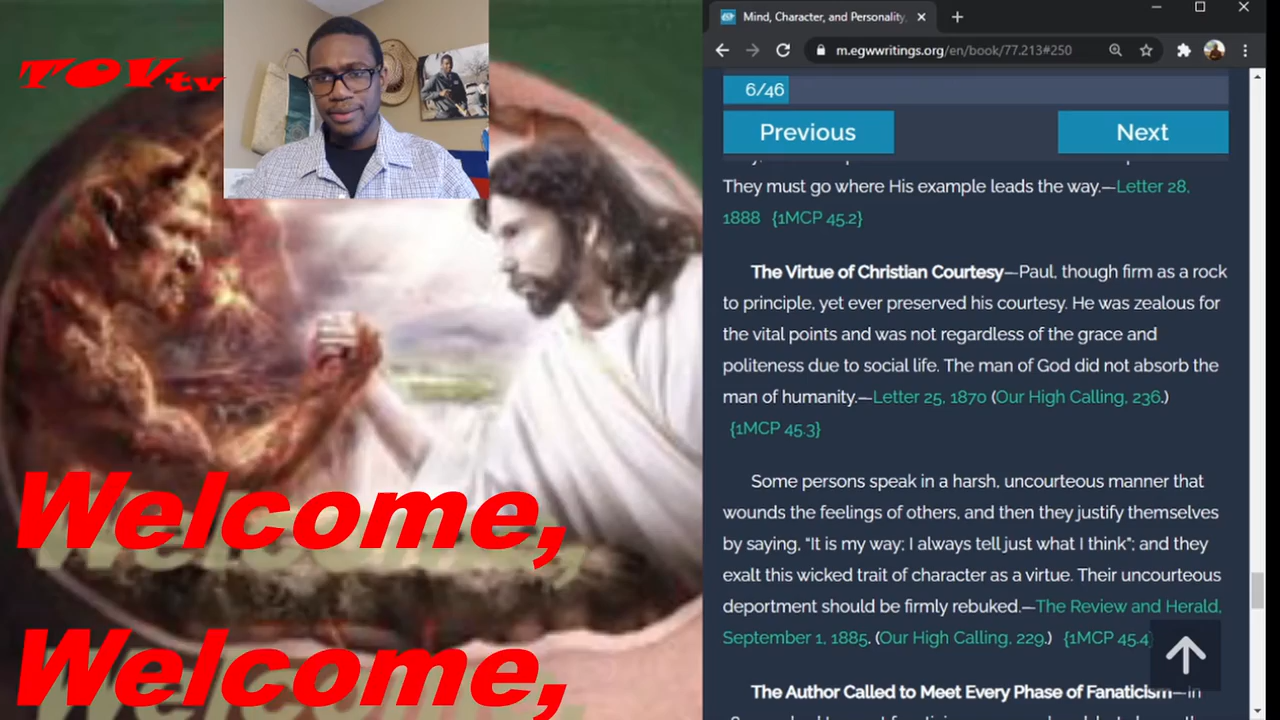 TOVtv
Welcome,
Welcome,
Mind, Character, and Personality,
m.egwwritings.org/en/book/77.213#250
6/46
Previous
Next
They must go where His example leads the way.—Letter 28,
1888 {1MCP 45.2}
The Virtue of Christian Courtesy—Paul, though firm as a rock
to principle, yet ever preserved his courtesy. He was zealous for
the vital points and was not regardless of the grace and
politeness due to social life. The man of God did not absorb the
man of humanity.—Letter 25, 1870 (Our High Calling, 236.)
{1MCP 45.3}
Some persons speak in a harsh, uncourteous manner that
wounds the feelings of others, and then they justify themselves
by saying, “It is my way; I always tell just what I think”; and they
exalt this wicked trait of character as a virtue. Their uncourteous
deportment should be firmly rebuked.—The Review and Herald,
September 1, 1885. (Our High Calling, 229.) {1MCP 45.4}
The Author Called to Meet Every Phase of Fanaticism—In